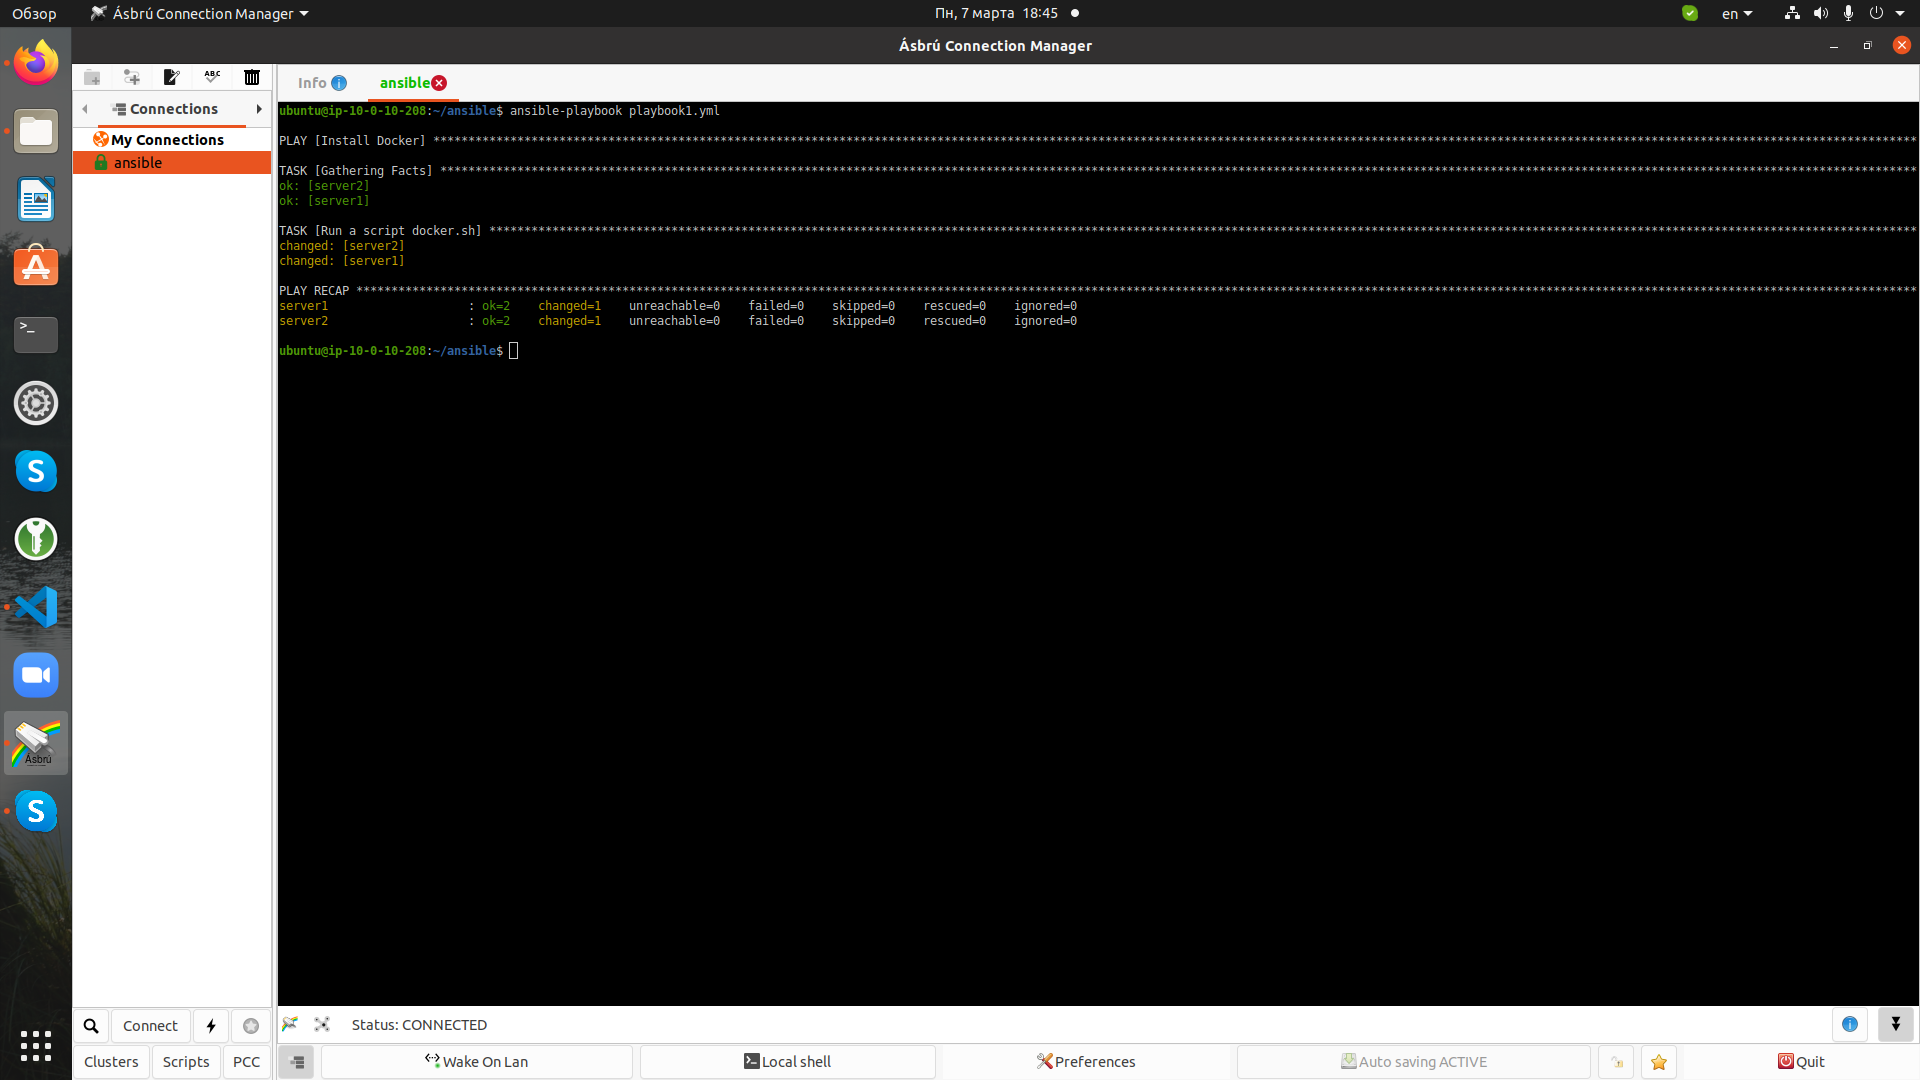 Обзор
Ásbrú Connection Manager
Пн, 7 марта 18:45
en
Ásbrú Connection Manager
ABC
Info
ansible
Connections
My Connections
ansible
ubuntu@ip-10-0-10-208:~/ansible$ ansible-playbook playbook1.yml
PLAY [Install Docker] ****
TASK [Gathering Facts] ****
ok: [server2]
ok: [server1]
TASK [Run a script docker.sh] ****
changed: [server2]
changed: [server1]
PLAY RECAP ****
server1 : ok=2 changed=1 unreachable=0 failed=0 skipped=0 rescued=0 ignored=0
server2 : ok=2 changed=1 unreachable=0 failed=0 skipped=0 rescued=0 ignored=0
ubuntu@ip-10-0-10-208:~/ansible$
Ásbrú
Connect
Status: CONNECTED
Clusters
Scripts
PCC
Wake On Lan
Local shell
Preferences
Auto saving ACTIVE
Quit